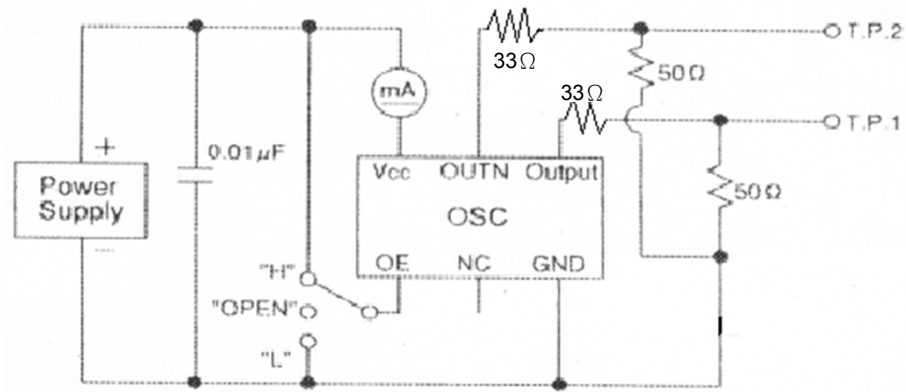 33Ω
T.P.2
50Ω
33Ω
mA
T.P.1
+
0.01µF
Power
Supply
Vcc OUTN Output
50Ω
OSC
—
OE NC GND
"H"
"OPEN"
"L"